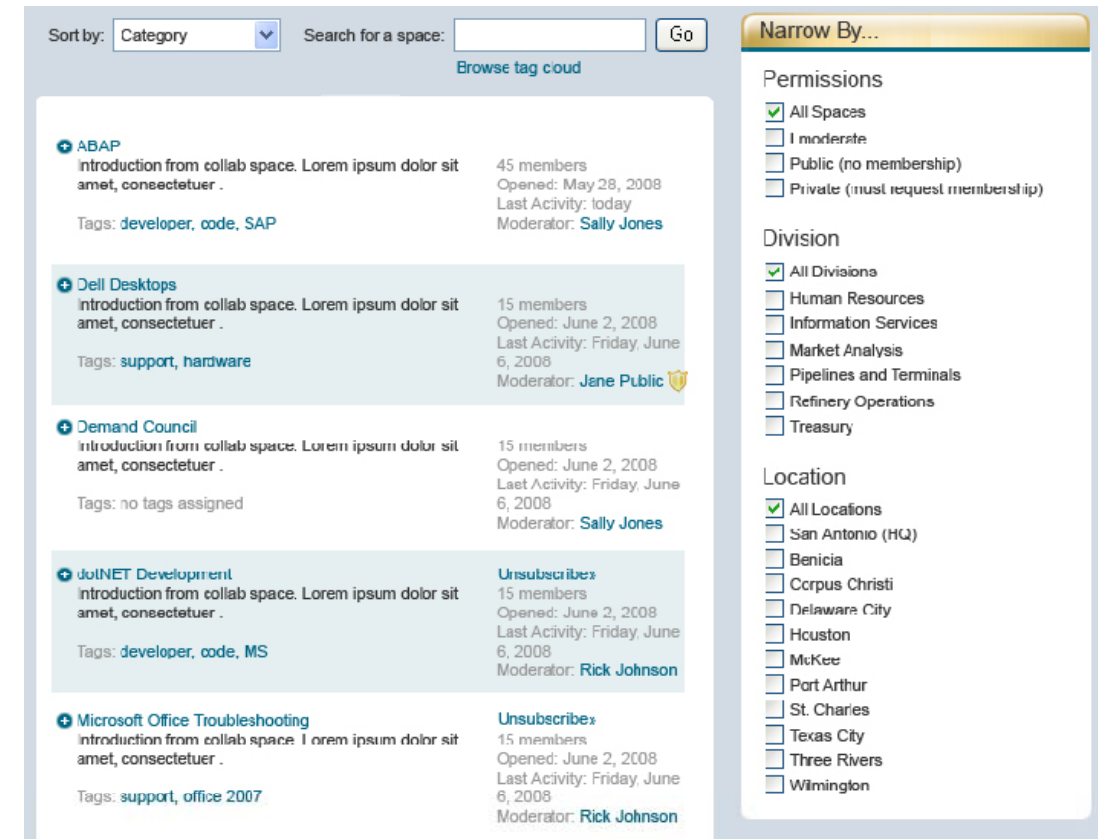 Sort by: Category Search for a space: Go
Browse tag cloud
ABAP
Introduction from collab space. Lorem ipsum dolor sit
amet, consectetuer .
Tags: developer, code, SAP
45 members
Opened: May 28, 2008
Last Activity: today
Moderator: Sally Jones
Dell Desktops
Introduction from collab space. Lorem ipsum dolor sit
amet, consectetuer .
Tags: support, hardware
15 members
Opened: June 2, 2008
Last Activity: Friday, June
6, 2008
Moderator: Jane Public
Demand Council
Introduction from collab space. Lorem ipsum dolor sit
amet, consectetuer .
Tags: no tags assigned
15 members
Opened: June 2, 2008
Last Activity: Friday, June
6, 2008
Moderator: Sally Jones
dotNET Development
Introduction from collab space. Lorem ipsum dolor sit
amet, consectetuer .
Tags: developer, code, MS
Unsubscribe»
15 members
Opened: June 2, 2008
Last Activity: Friday, June
6, 2008
Moderator: Rick Johnson
Microsoft Office Troubleshooting
Introduction from collab space. Lorem ipsum dolor sit
amet, consectetuer .
Tags: support, office 2007
Unsubscribe»
15 members
Opened: June 2, 2008
Last Activity: Friday, June
6, 2008
Moderator: Rick Johnson
Narrow By...
Permissions
All Spaces
I moderate
Public (no membership)
Private (must request membership)
Division
All Divisions
Human Resources
Information Services
Market Analysis
Pipelines and Terminals
Refinery Operations
Treasury
Location
All Locations
San Antonio (HQ)
Benicia
Corpus Christi
Delaware City
Houston
McKee
Port Arthur
St. Charles
Texas City
Three Rivers
Wilmington